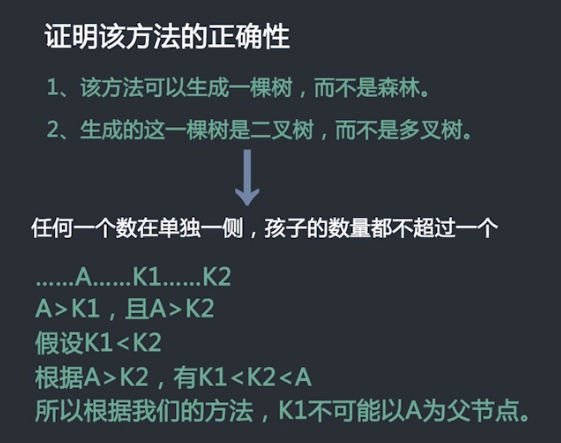 证明该方法的正确性
1、该方法可以生成一棵树，而不是森林。
2、生成的这一棵树是二叉树，而不是多叉树。
任何一个数在单独一侧，孩子的数量都不超过一个
……A……K1……K2
A>K1，且A>K2
假设K1<K2
根据A>K2，有K1<K2<A
所以根据我们的方法，K1不可能以A为父节点。